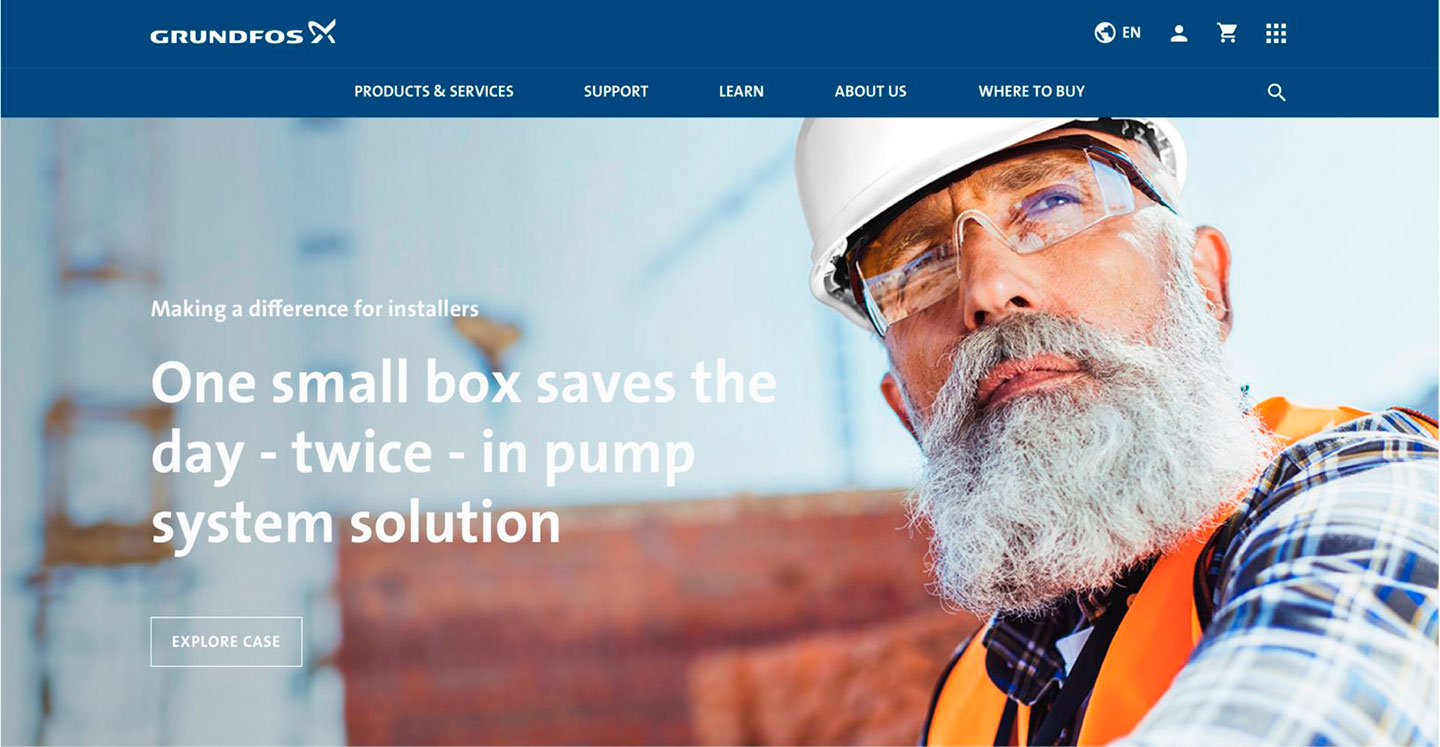 GRUNDFOS
EN
PRODUCTS & SERVICES SUPPORT LEARN ABOUT US WHERE TO BUY
Making a difference for installers
One small box saves the
day - twice - in pump
system solution
EXPLORE CASE